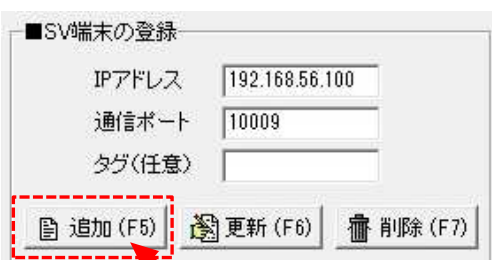 ■SV端末の登録
IPアドレス 192.168.56.100
通信ポート 10009
タグ(任意)
追加(F5) 更新(F6) 削除(F7)